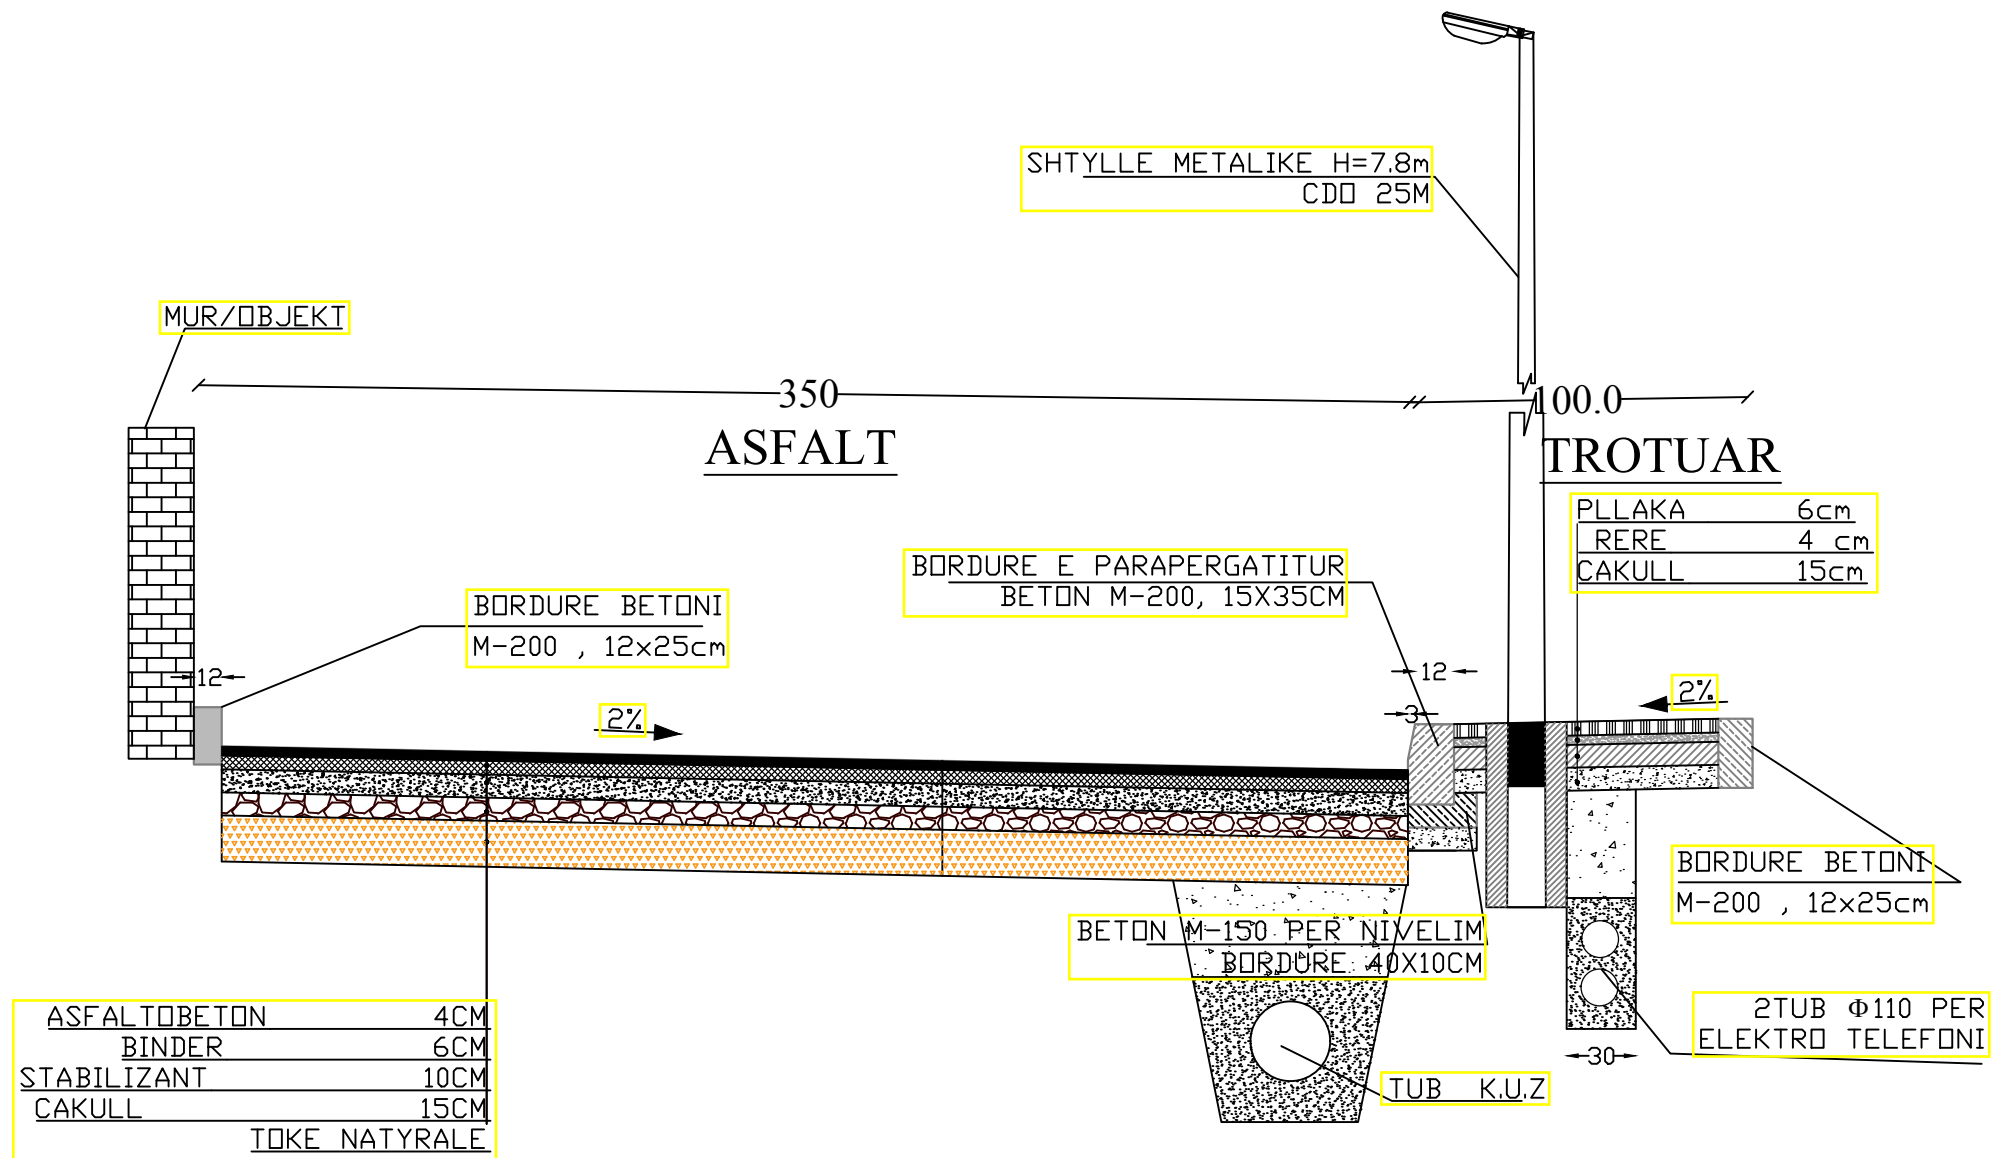 SHTYLLE METALIKE H=7.8m
CDO 25M
MUR/OBJEKT
350
100.0
ASFALT
TROTUAR
PLLAKA 6cm
RERE 4 cm
CAKULL 15cm
BORDURE E PARAPERGATITUR
BETON M-200, 15X35CM
BORDURE BETONI
M-200 , 12x25cm
12
12
2%
3
2%
BORDURE BETONI
M-200 , 12x25cm
BETON M-150 PER NIVELIM
BORDURE 40X10CM
2TUB Φ110 PER
ELEKTRO TELEFONI
30
TUB K.U.Z
ASFALTOBETON 4CM
BINDER 6CM
STABILIZANT 10CM
CAKULL 15CM
TOKE NATYRALE